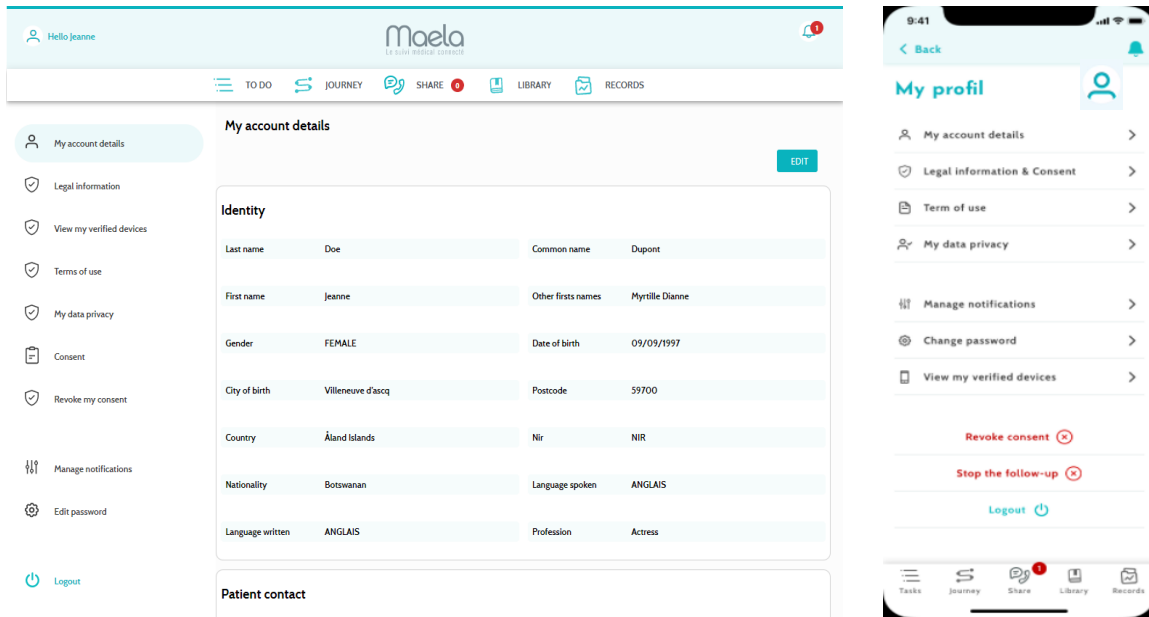 Hello Jeanne
Maela
Le suivi médical connecté
1
TO DO JOURNEY SHARE 0 LIBRARY RECORDS
My account details
Legal information
View my verified devices
Terms of use
My data privacy
Consent
Revoke my consent
Manage notifications
Edit password
Logout
My account details
EDIT
Identity
Last name Doe Common name Dupont
First name Jeanne Other firsts names Myrtille Dianne
Gender FEMALE Date of birth 09/09/1997
City of birth Villeneuve d'ascq Postcode 59700
Country Åland Islands Nir NIR
Nationality Botswanan Language spoken ANGLAIS
Language written ANGLAIS Profession Actress
Patient contact
9:41
Back
My profil
My account details
Legal information & Consent
Term of use
My data privacy
Manage notifications
Change password
View my verified devices
Revoke consent
Stop the follow-up
Logout
1
Tasks Journey Share Library Records